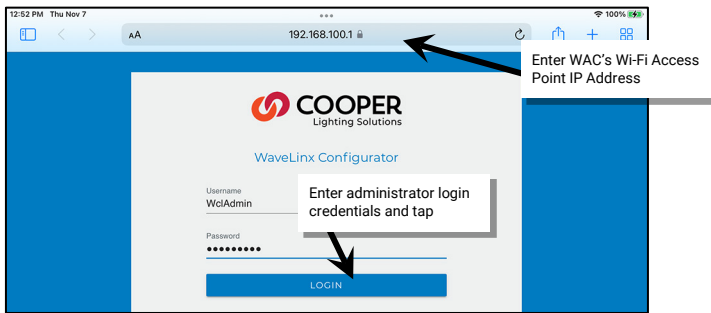 12:52 PM Thu Nov 7
100%
AA
192.168.100.1
Enter WAC's Wi-Fi Access
Point IP Address
COOPER
Lighting Solutions
WaveLinx Configurator
Username
WclAdmin
Enter administrator login
credentials and tap
Password
LOGIN